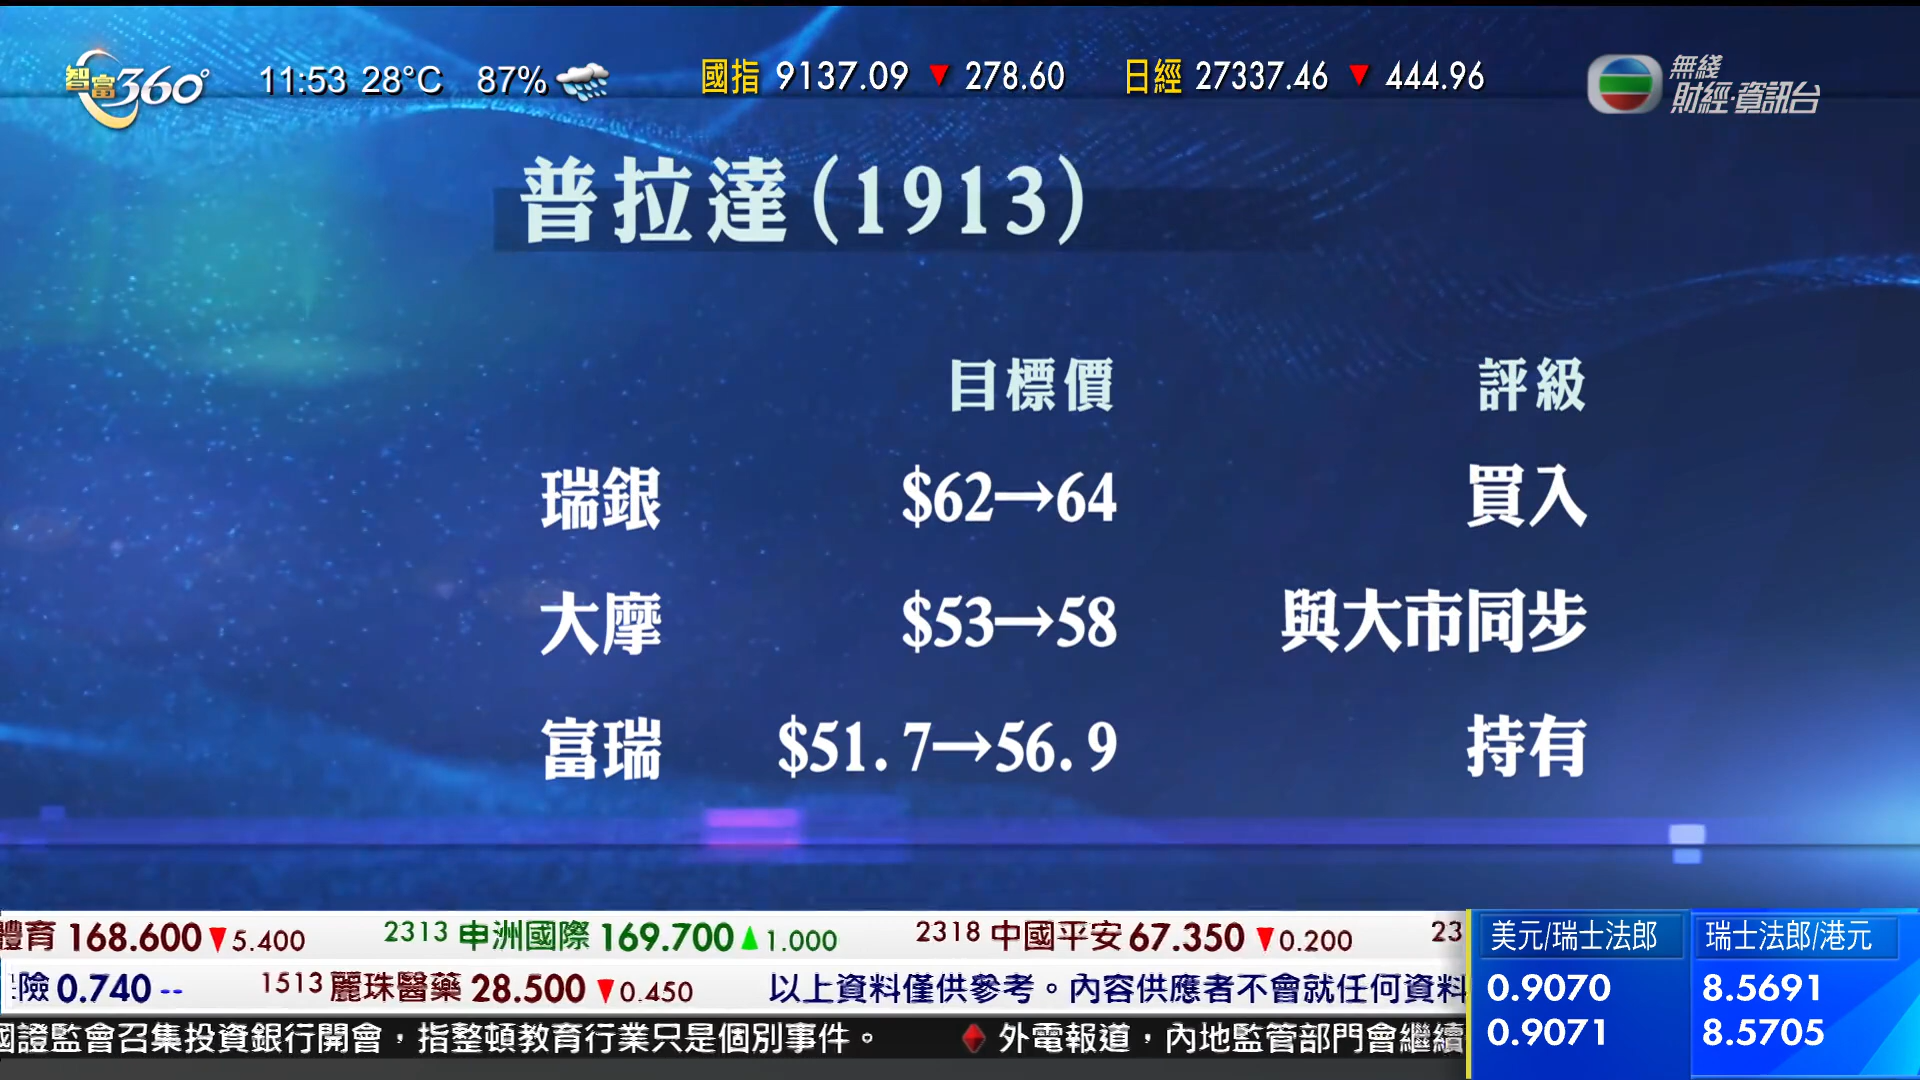 智富360° 11:53 28°C 87% 國指 9137.09 ▼ 278.60 日經 27337.46 ▼ 444.96 無綫
財經·資訊台
普拉達(1913)
目標價 評級
瑞銀 $62→64 買入
大摩 $53→58 與大市同步
富瑞 $51.7→56.9 持有
體育 168.600 ▼ 5.400 2313 申洲國際 169.700 ▲ 1.000 2318 中國平安 67.350 ▼ 0.200 23
險 0.740 -- 1513 麗珠醫藥 28.500 ▼ 0.450 以上資料僅供參考。內容供應者不會就任何資料
國證監會召集投資銀行開會，指整頓教育行業只是個別事件。 ♦ 外電報道，內地監管部門會繼續
美元/瑞士法郎 瑞士法郎/港元
0.9070 8.5691
0.9071 8.5705